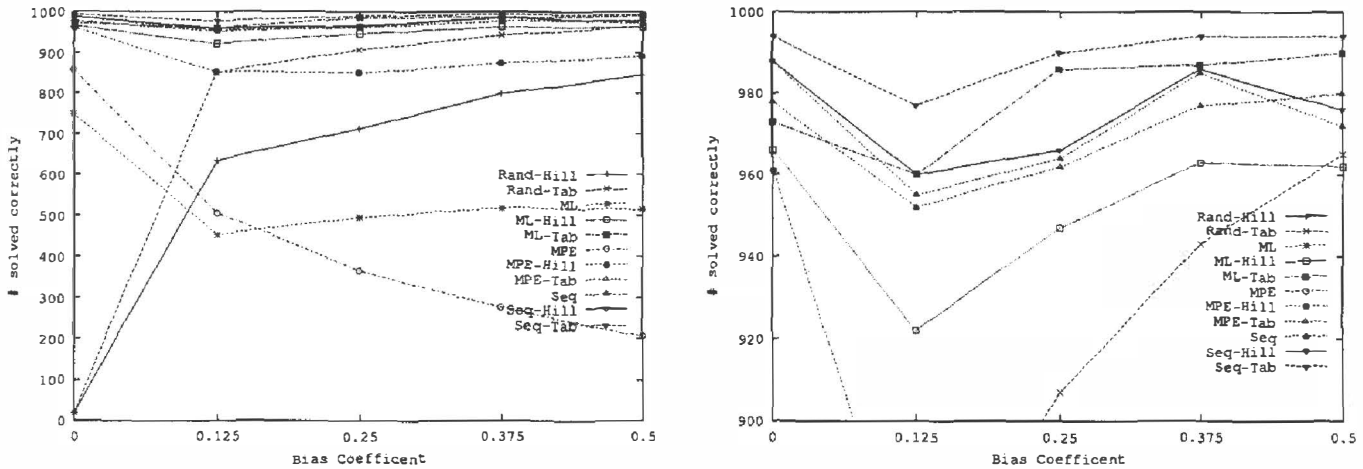 1000
900
800
700
600
500
400
300
200
100
0
# solved correctly
Rand-Hill
Rand-Tab
ML
ML-Hill
ML-Tab
MPE
MPE-Hill
MPE-Tab
Seq
Seq-Hill
Seq-Tab
0
0.125
0.25
0.375
0.5
Bias Coefficent
1000
980
960
940
920
900
# solved correctly
Rand-Hill
Rand-Tab
ML
ML-Hill
ML-Tab
MPE
MPE-Hill
MPE-Tab
Seq
Seq-Hill
Seq-Tab
0
0.125
0.25
0.375
0.5
Bias Coefficent